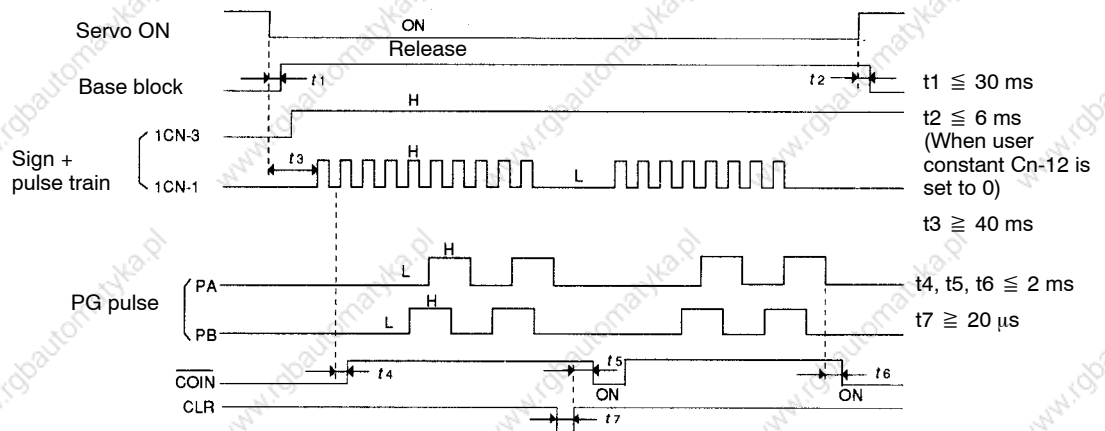 Servo ON
ON
Release
Base block
t1
t2
t1 ≦ 30 ms
t2 ≦ 6 ms
(When user
constant Cn-12 is
set to 0)
t3 ≧ 40 ms
Sign +
pulse train
1CN-3
H
t3
1CN-1
H
L
PG pulse
PA
L
H
PB
L
H
t4, t5, t6 ≦ 2 ms
t7 ≧ 20 μs
COIN
t4
t5
ON
t6
ON
CLR
t7
www.rgbautomatyka.pl